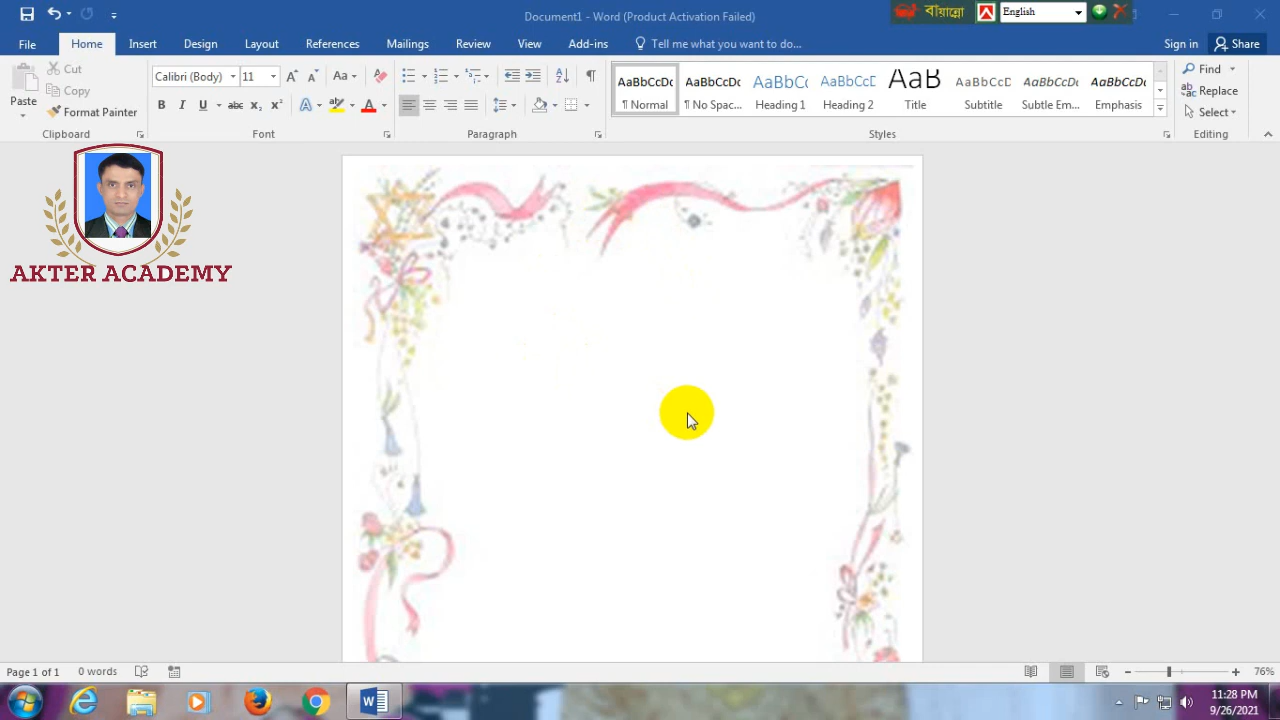 Document1 - Word (Product Activation Failed)
বাঁয়ান্নো
English
File Home Insert Design Layout References Mailings Review View Add-ins Tell me what you want to do... Sign in Share
Paste
Cut
Copy
Format Painter
Calibri (Body) 11
AaBbCcDc AaBbCcDc AaBbC AaBbCcD AaB AaBbCcD AaBbCcDc AaBbCcDc
¶ Normal ¶ No Spac... Heading 1 Heading 2 Title Subtitle Subtle Em... Emphasis
Find
Replace
Select
Clipboard Font Paragraph Styles Editing
AKTER ACADEMY
Page 1 of 1 0 words 76%
11:28 PM
9/26/2021